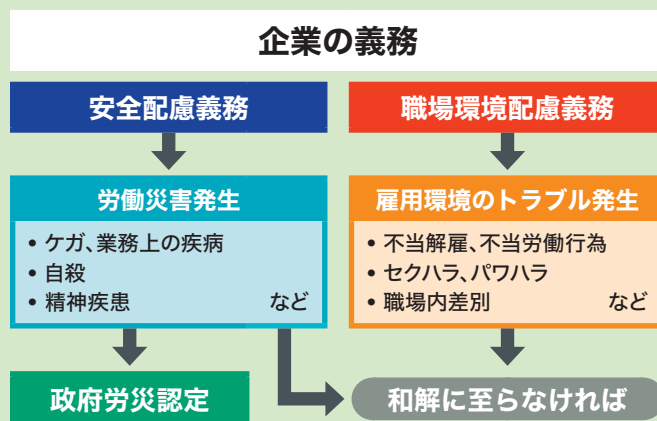 企業の義務
安全配慮義務
職場環境配慮義務
労働災害発生
• ケガ、業務上の疾病
• 自殺
• 精神疾患 など
雇用環境のトラブル発生
• 不当解雇、不当労働行為
• セクハラ、パワハラ
• 職場内差別 など
政府労災認定
和解に至らなければ